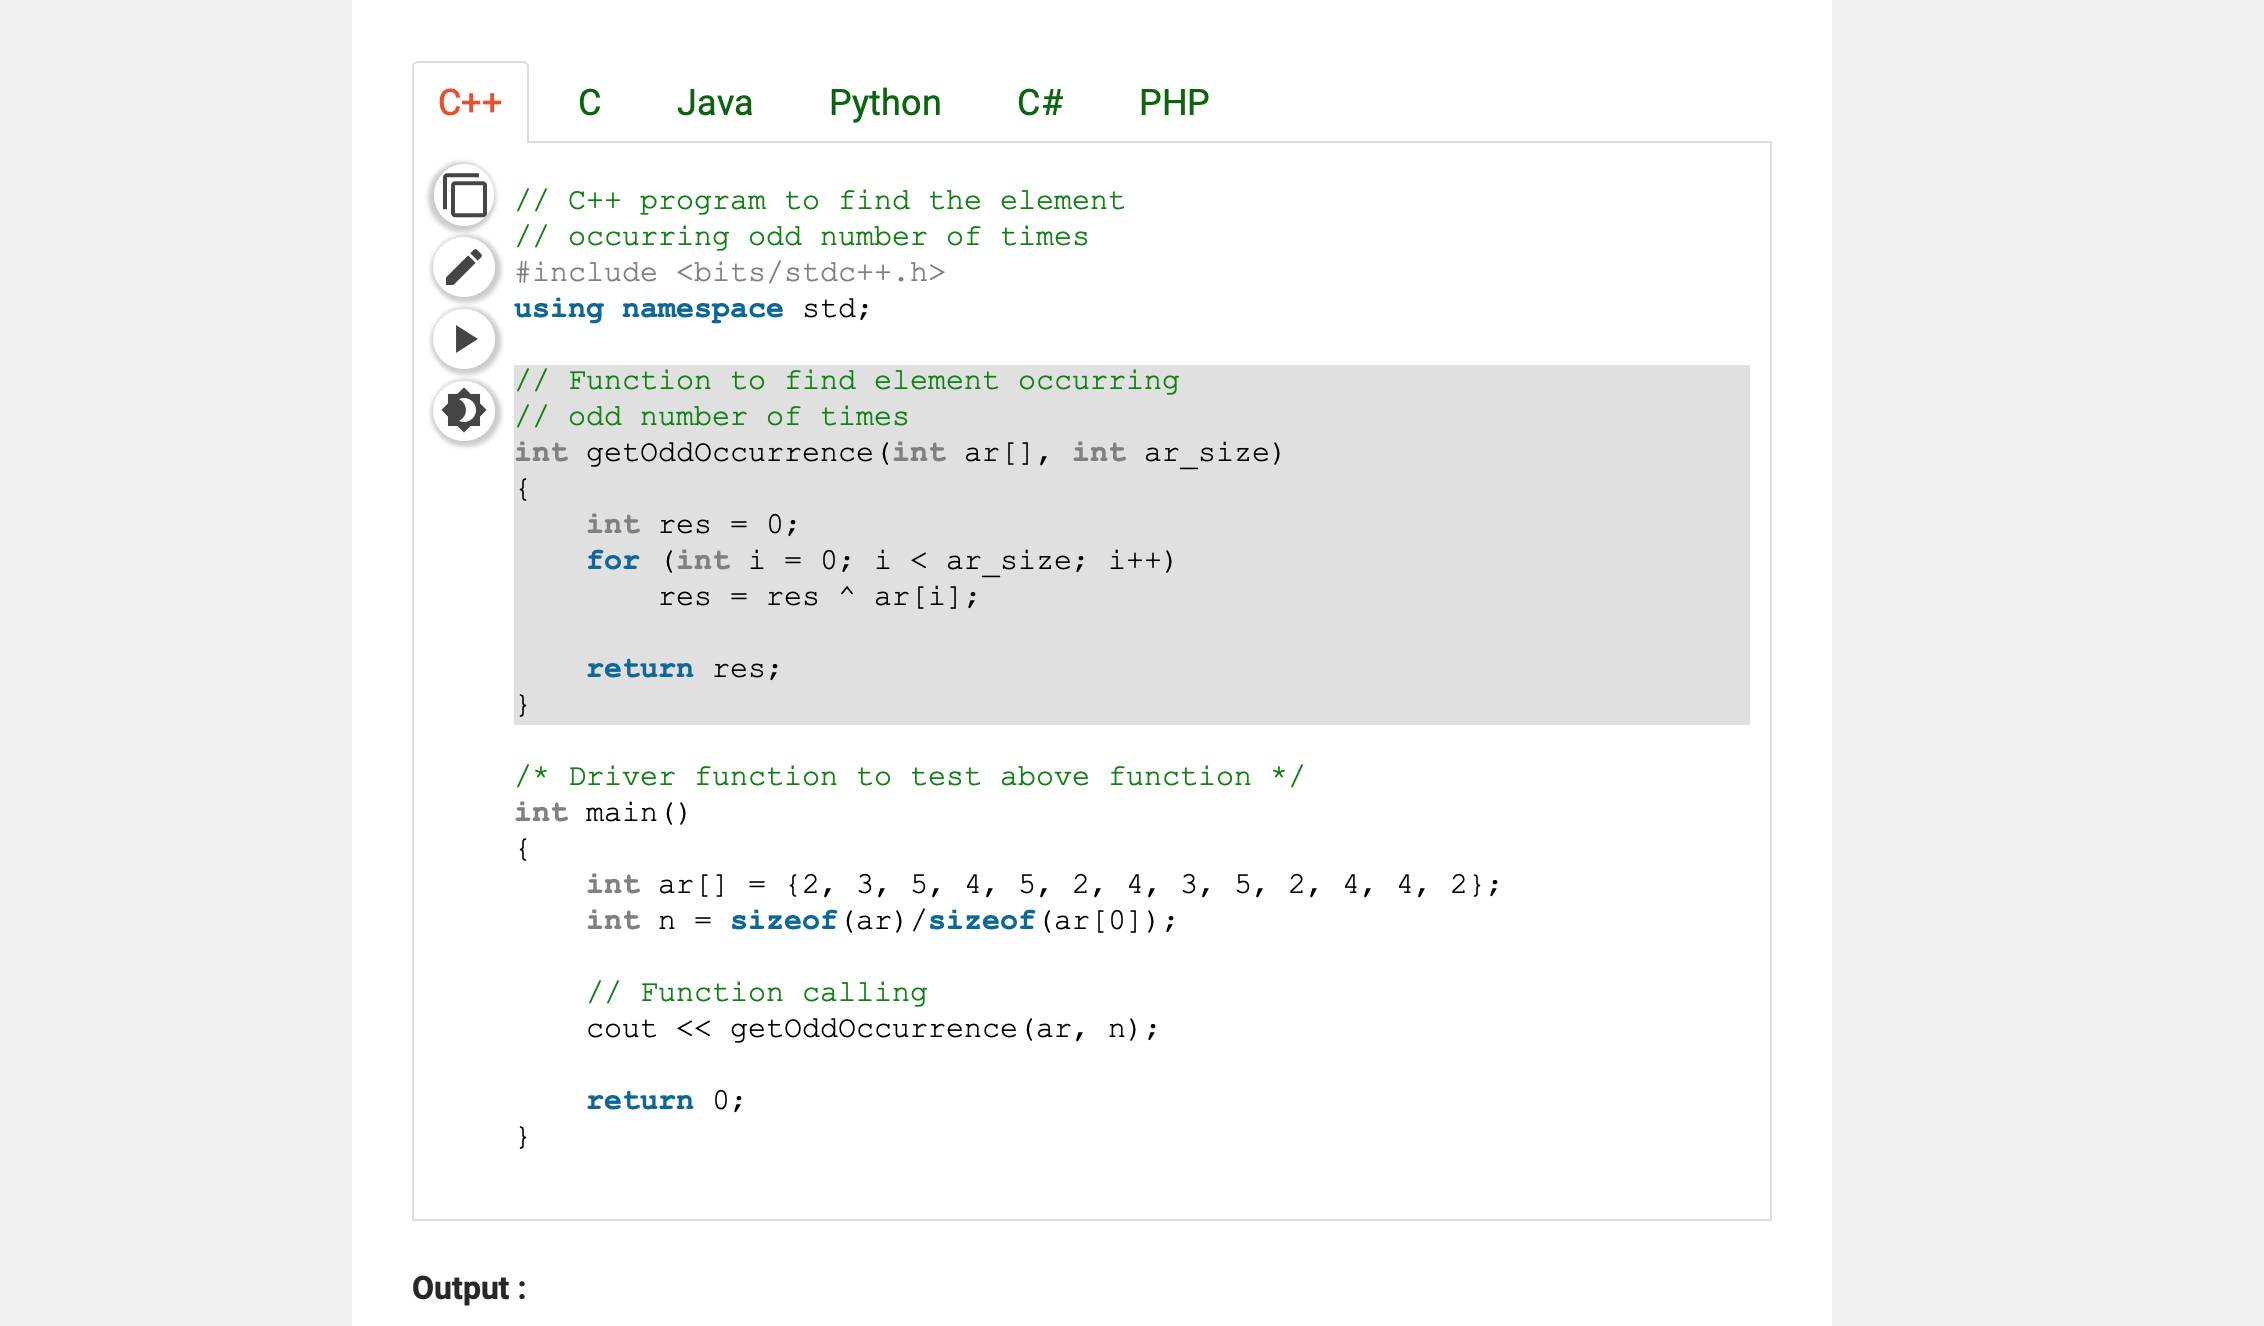 C++ C Java Python C# PHP
// C++ program to find the element
// occurring odd number of times
#include <bits/stdc++.h>
using namespace std;
// Function to find element occurring
// odd number of times
int getOddOccurrence(int ar[], int ar_size)
{
    int res = 0;
    for (int i = 0; i < ar_size; i++)
        res = res ^ ar[i];
    return res;
}
/* Driver function to test above function */
int main()
{
    int ar[] = {2, 3, 5, 4, 5, 2, 4, 3, 5, 2, 4, 4, 2};
    int n = sizeof(ar)/sizeof(ar[0]);
    // Function calling
    cout << getOddOccurrence(ar, n);
    return 0;
}
Output :